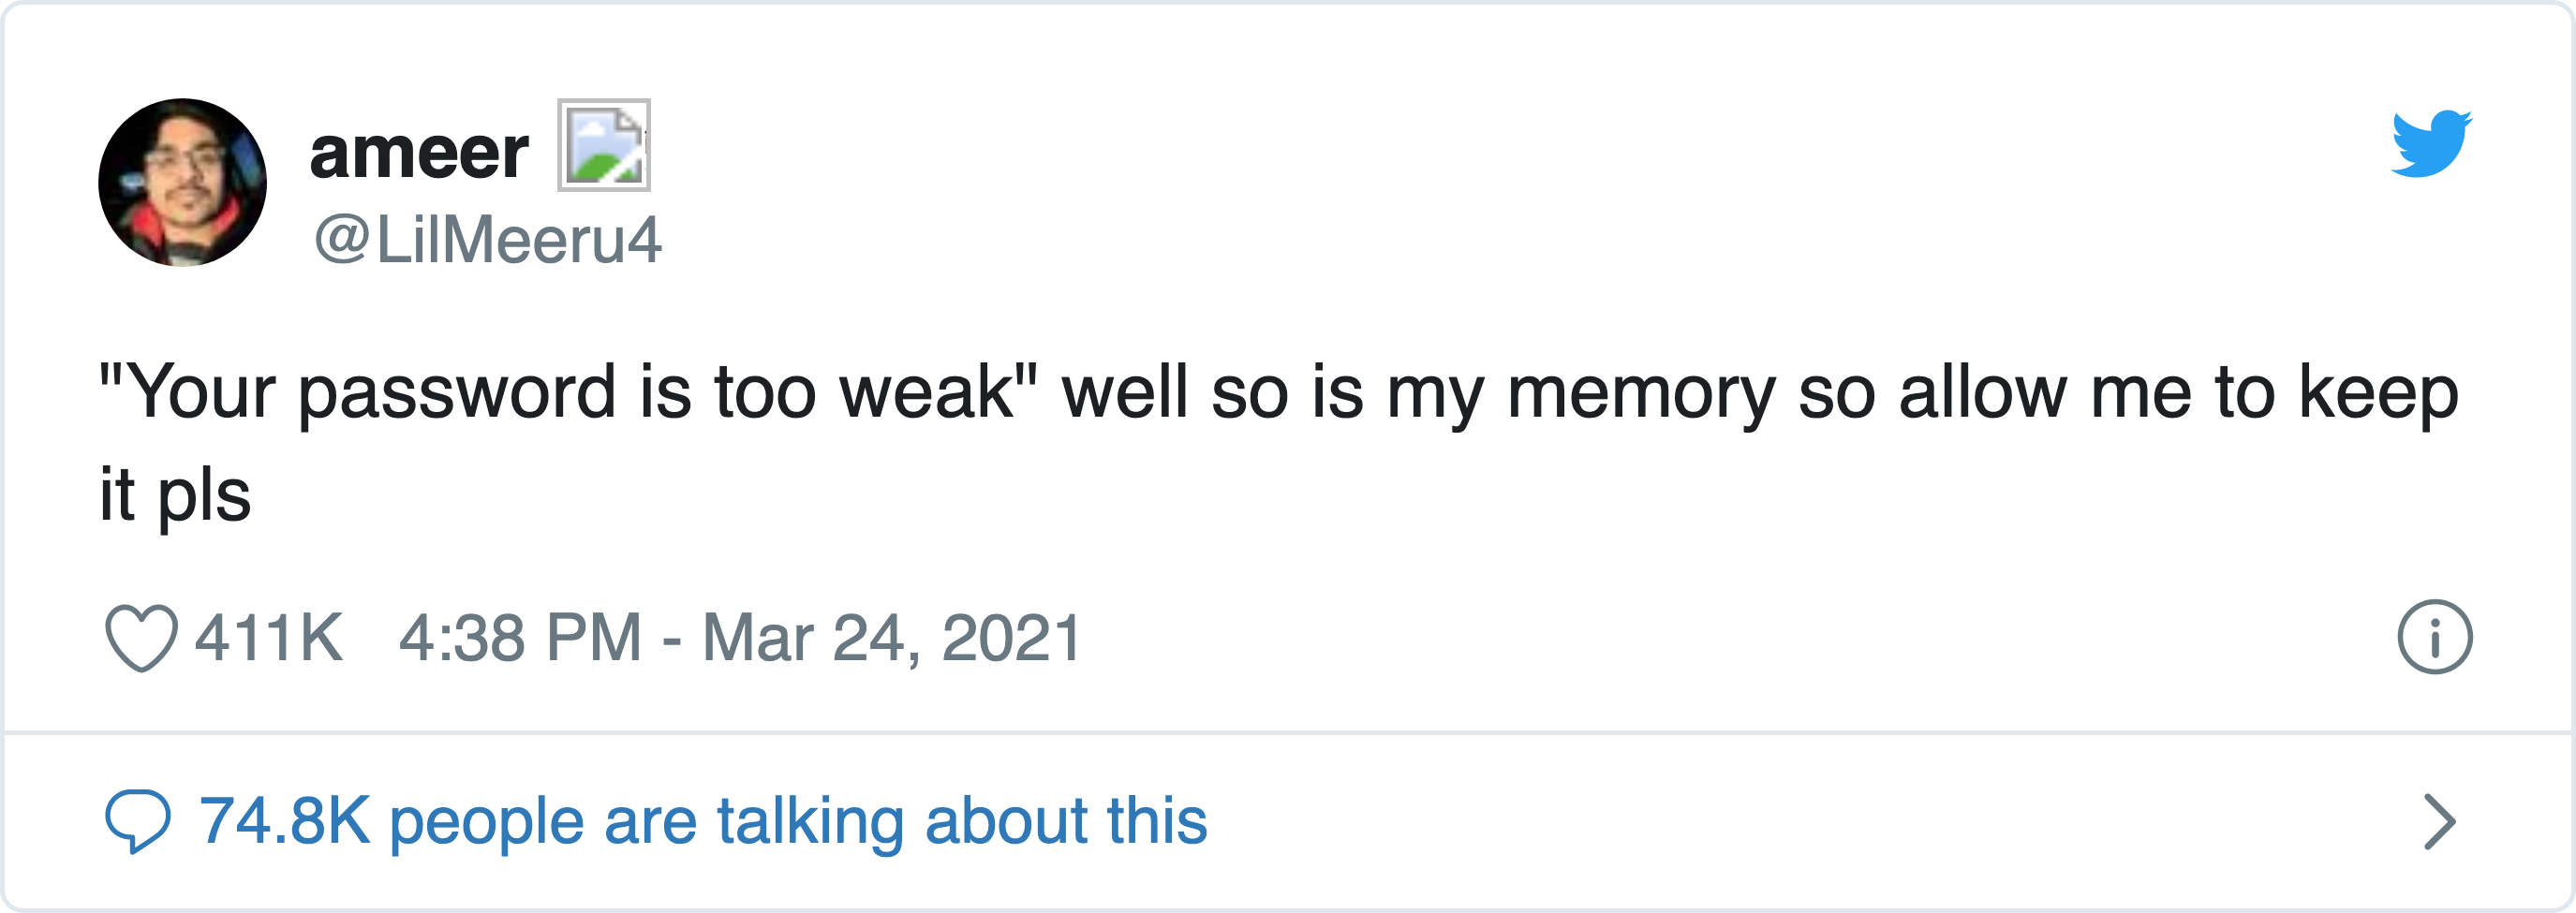 ameer
@LilMeeru4
"Your password is too weak" well so is my memory so allow me to keep
it pls
411K 4:38 PM - Mar 24, 2021
74.8K people are talking about this